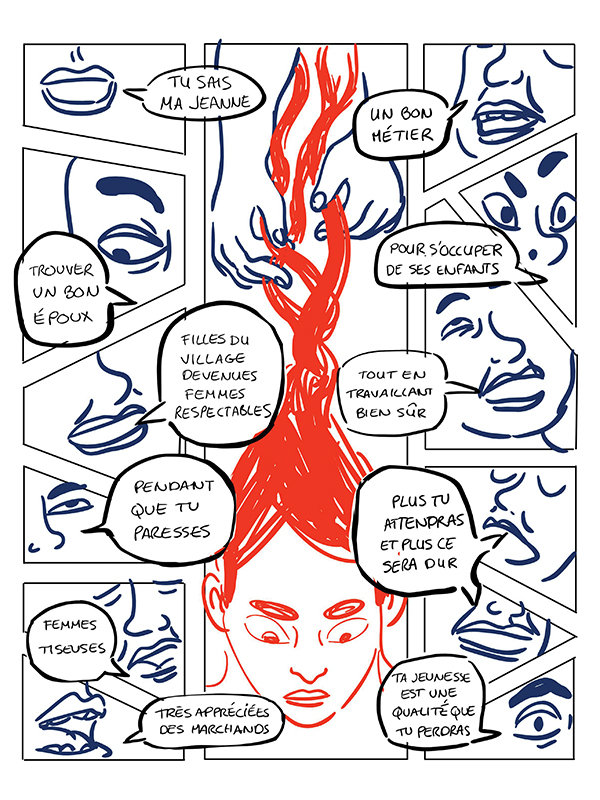 TU SAIS
MA JEANNE
UN BON
MÉTIER
TROUVER
UN BON
ÉPOUX
POUR S'OCCUPER
DE SES ENFANTS
FILLES DU
VILLAGE
DEVENUES
FEMMES
RESPECTABLES
TOUT EN
TRAVAILLANT
BIEN SÛR
PENDANT
QUE TU
PARESSES
PLUS TU
ATTENDRAS
ET PLUS CE
SERA DUR
FEMMES
TISEUSES
TRÈS APPRÉCIÉES
DES MARCHANDS
TA JEUNESSE
EST UNE
QUALITÉ QUE
TU PERDRAS